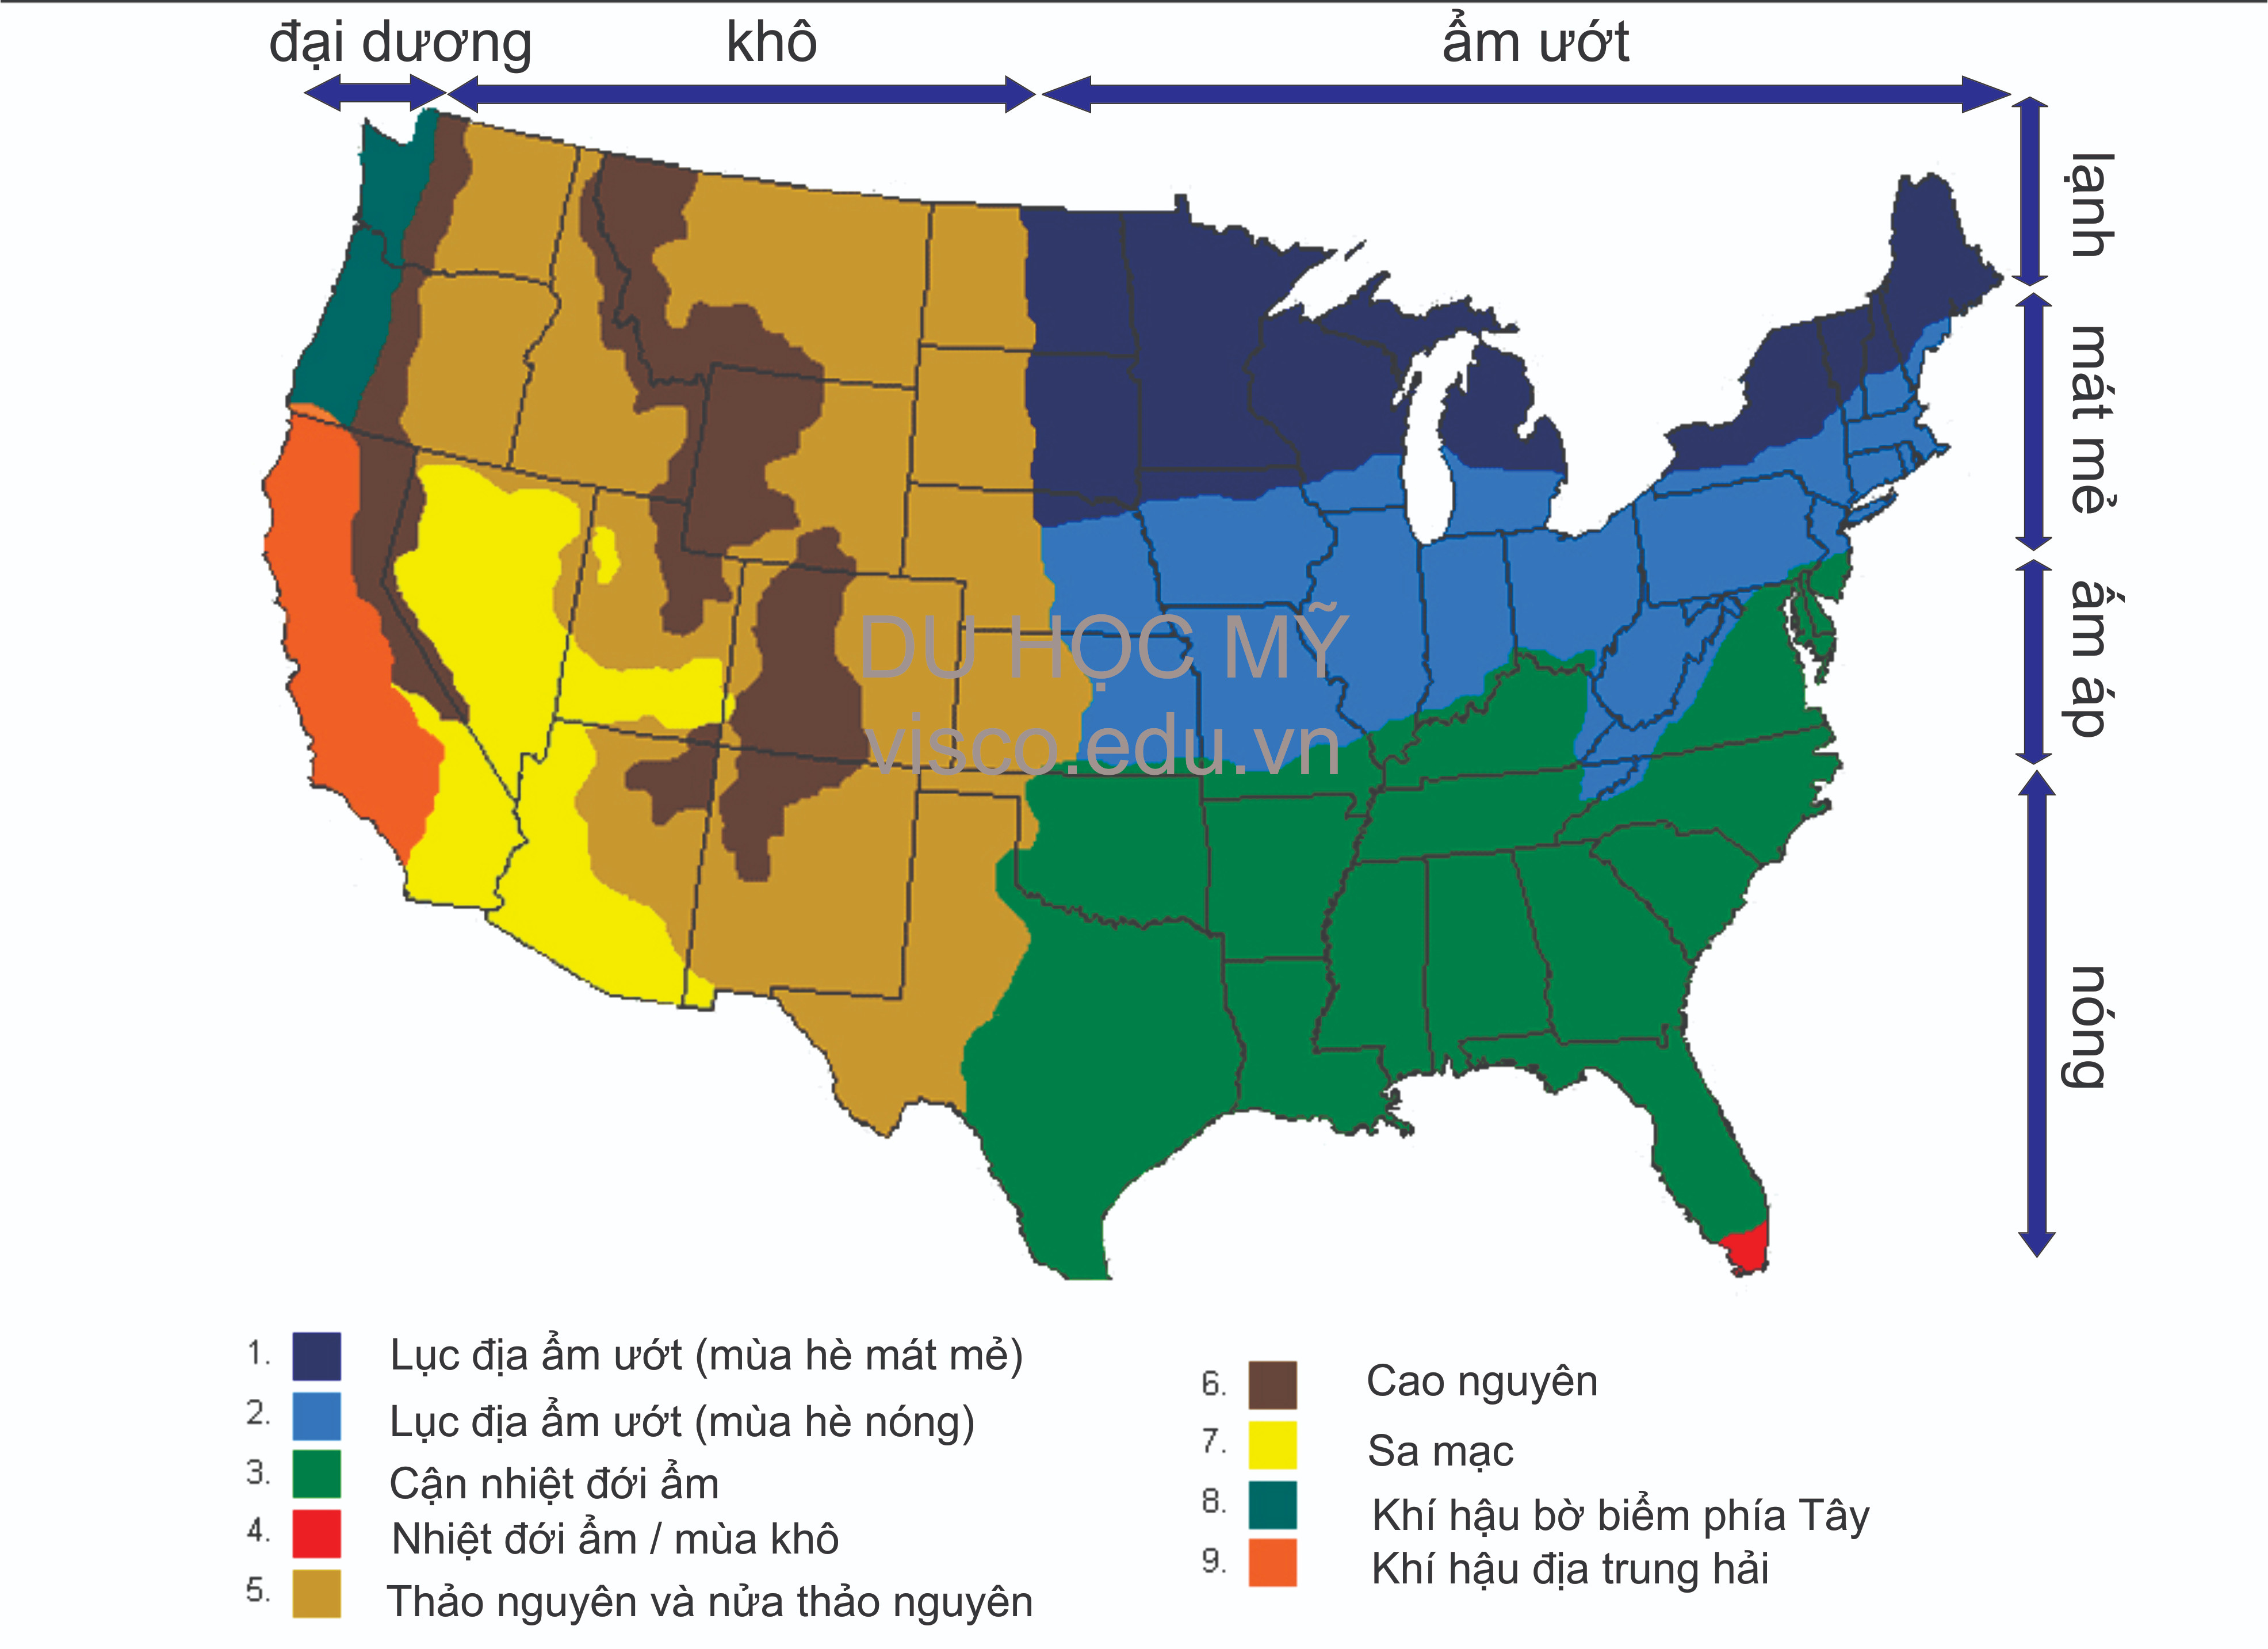 đại dương
khô
ẩm ướt
lạnh
mát mẻ
ấm áp
nóng
DU HỌC MỸ
visco.edu.vn
1. Lục địa ẩm ướt (mùa hè mát mẻ)
2. Lục địa ẩm ướt (mùa hè nóng)
3. Cận nhiệt đới ẩm
4. Nhiệt đới ẩm / mùa khô
5. Thảo nguyên và nửa thảo nguyên
6. Cao nguyên
7. Sa mạc
8. Khí hậu bờ biểm phía Tây
9. Khí hậu địa trung hải